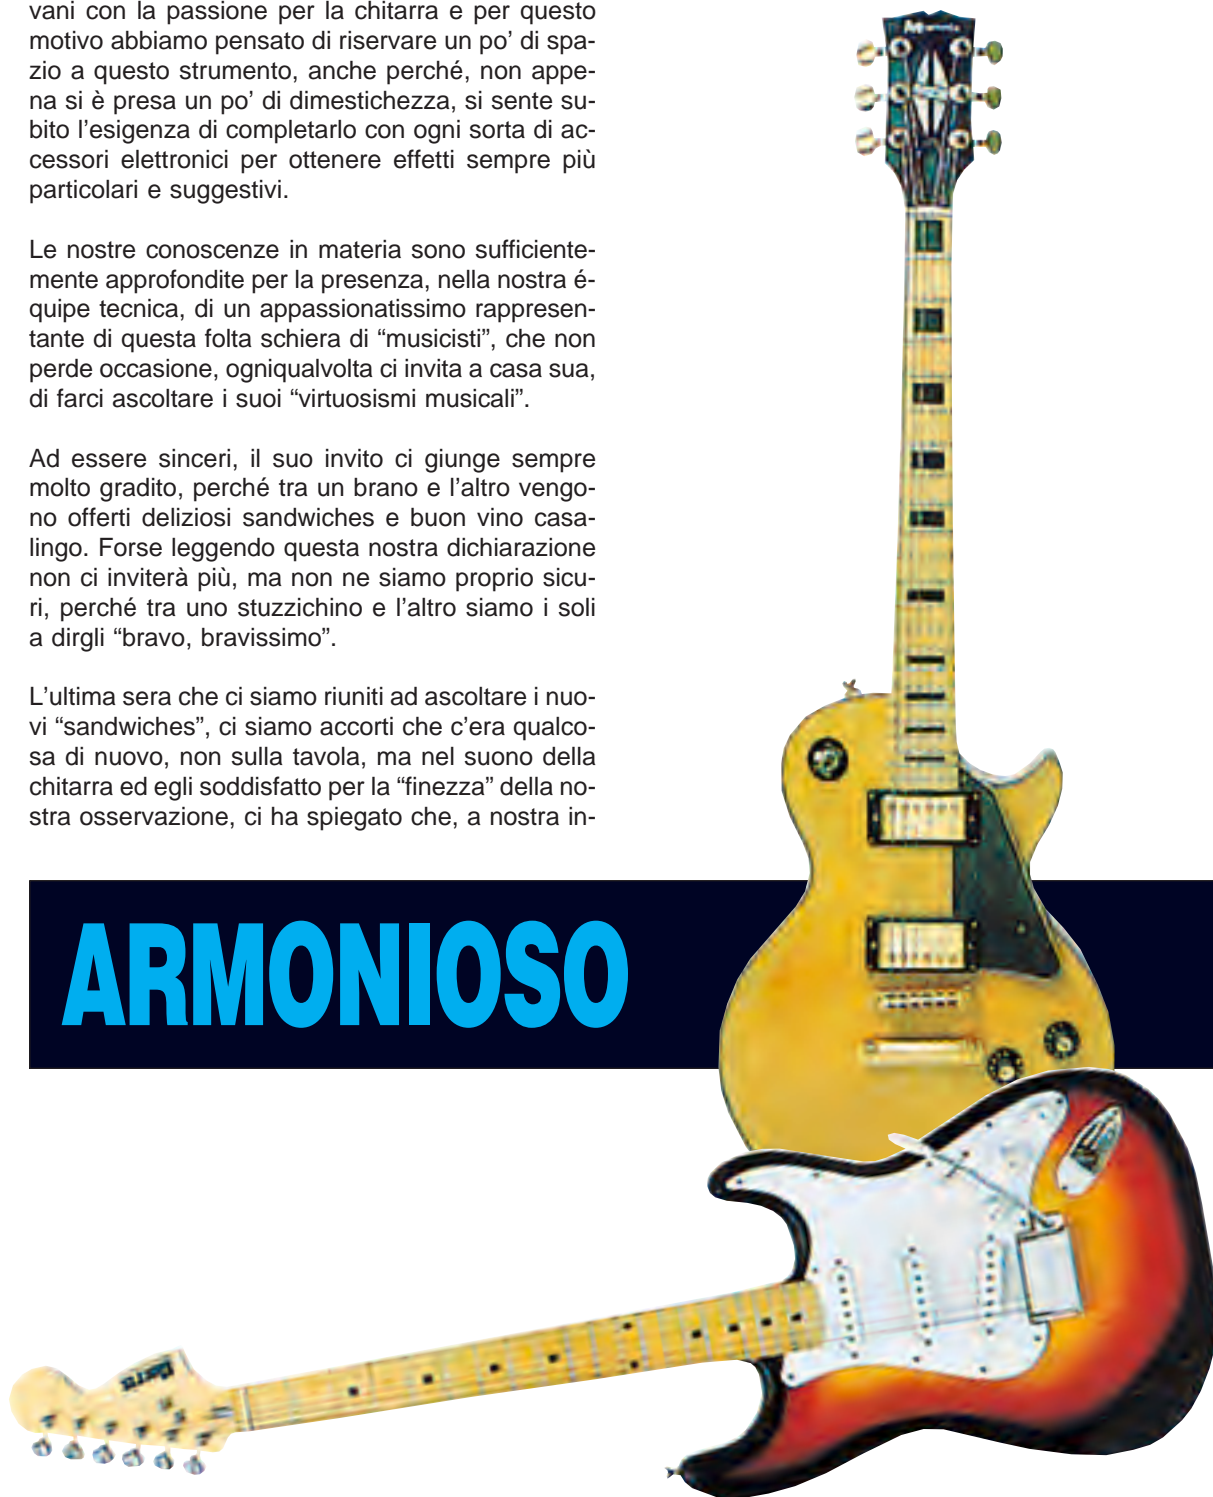 vani con la passione per la chitarra e per questo
motivo abbiamo pensato di riservare un po’ di spa-
zio a questo strumento, anche perché, non appe-
na si è presa un po’ di dimestichezza, si sente su-
bito l’esigenza di completarlo con ogni sorta di ac-
cessori elettronici per ottenere effetti sempre più
particolari e suggestivi.
Le nostre conoscenze in materia sono sufficiente-
mente approfondite per la presenza, nella nostra é-
quipe tecnica, di un appassionatissimo rappresen-
tante di questa folta schiera di “musicisti”, che non
perde occasione, ogniqualvolta ci invita a casa sua,
di farci ascoltare i suoi “virtuosismi musicali”.
Ad essere sinceri, il suo invito ci giunge sempre
molto gradito, perché tra un brano e l’altro vengo-
no offerti deliziosi sandwiches e buon vino casa-
lingo. Forse leggendo questa nostra dichiarazione
non ci inviterà più, ma non ne siamo proprio sicu-
ri, perché tra uno stuzzichino e l’altro siamo i soli
a dirgli “bravo, bravissimo”.
L’ultima sera che ci siamo riuniti ad ascoltare i nuo-
vi “sandwiches”, ci siamo accorti che c’era qualco-
sa di nuovo, non sulla tavola, ma nel suono della
chitarra ed egli soddisfatto per la “finezza” della no-
stra osservazione, ci ha spiegato che, a nostra in-
ARMONIOSO